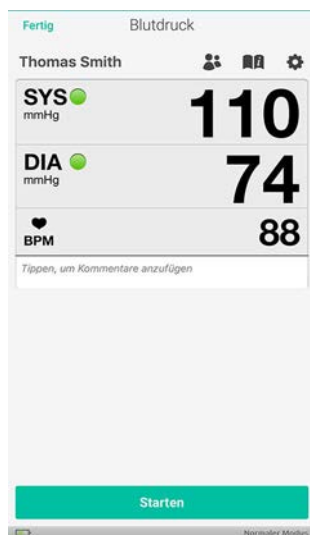 Fertig Blutdruck
Thomas Smith
SYS
mmHg
110
DIA
mmHg
74
BPM
88
Tippen, um Kommentare anzufügen
Starten
Normaler Modus